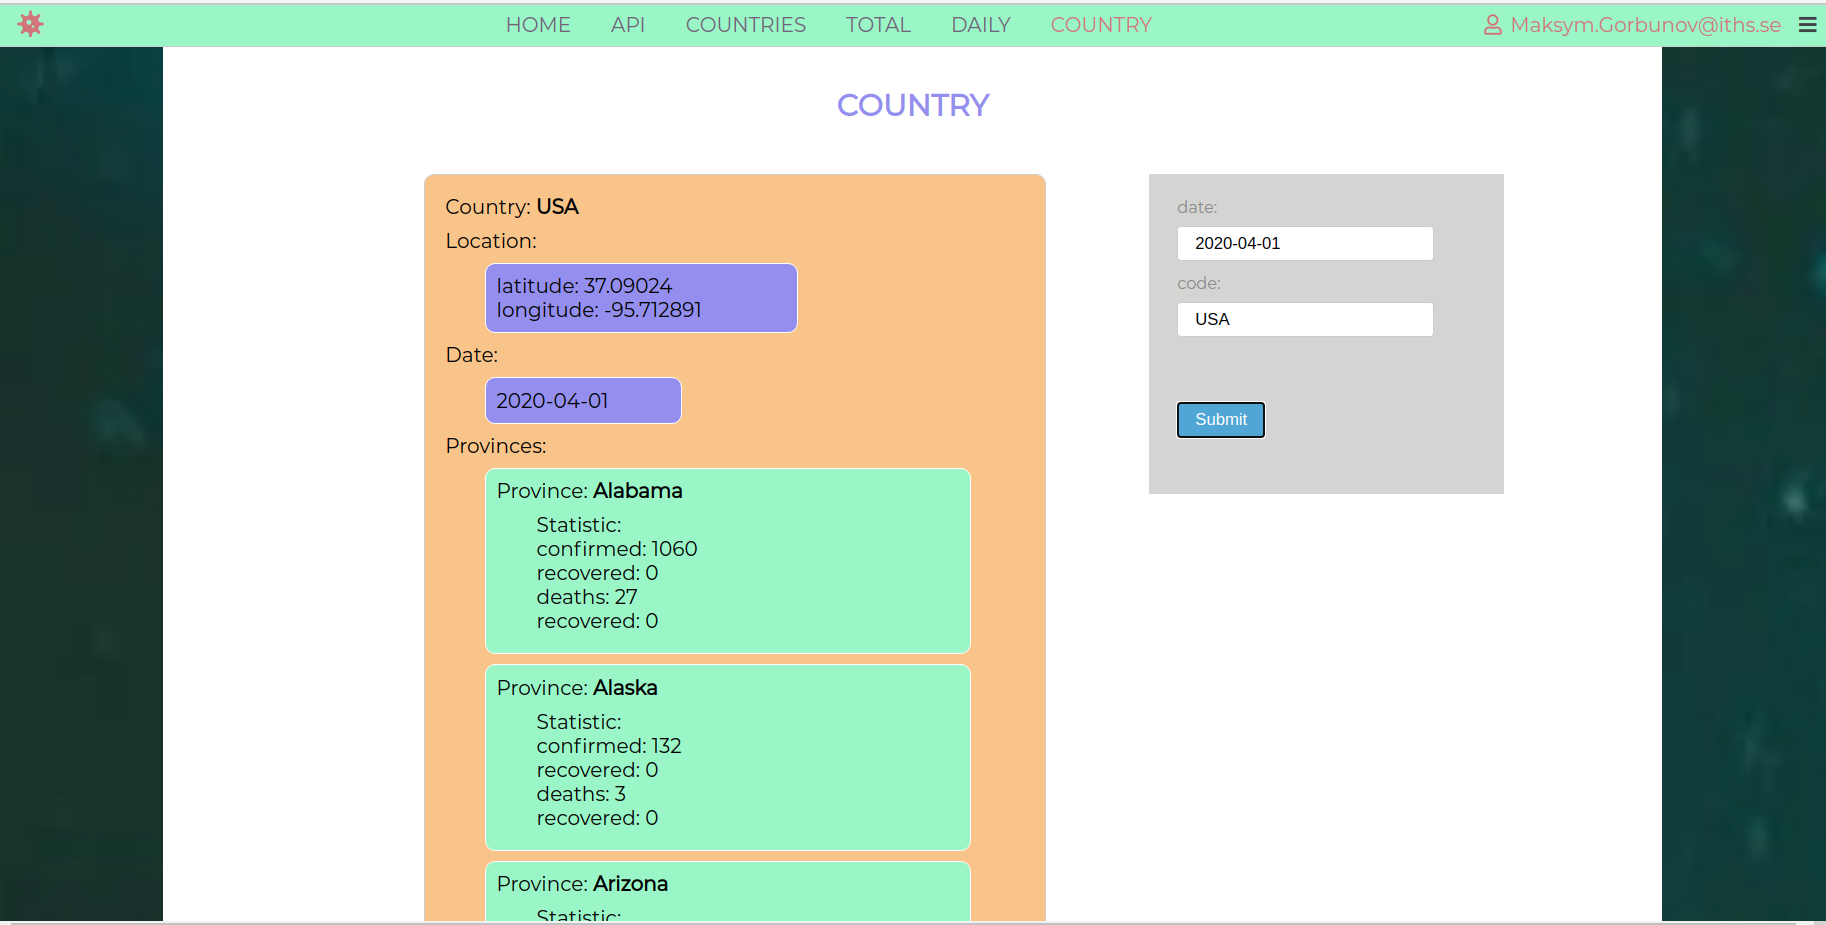 HOME API COUNTRIES TOTAL DAILY COUNTRY Maksym.Gorbunov@iths.se
COUNTRY
Country: USA
Location:
latitude: 37.09024
longitude: -95.712891
Date:
2020-04-01
Provinces:
Province: Alabama
Statistic:
confirmed: 1060
recovered: 0
deaths: 27
recovered: 0
Province: Alaska
Statistic:
confirmed: 132
recovered: 0
deaths: 3
recovered: 0
Province: Arizona
Statistic:
date:
2020-04-01
code:
USA
Submit